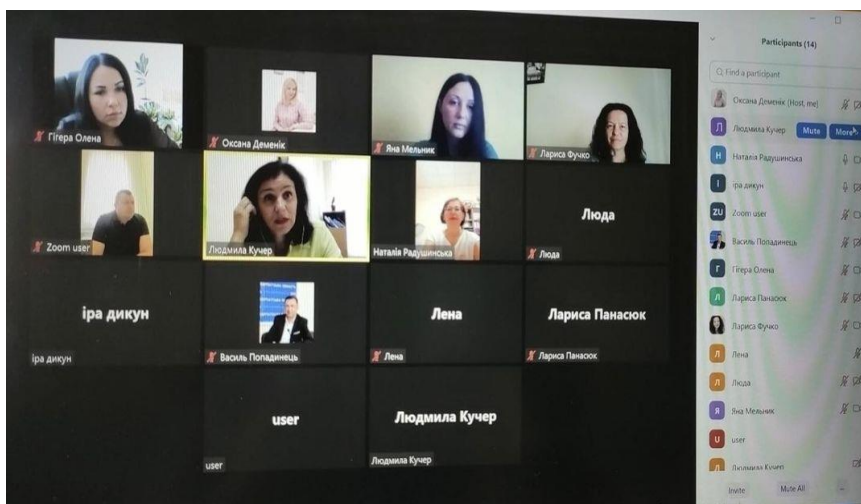 Гігера Олена
Оксана Деменік
Яна Мельник
Лариса Фучко
Zoom user
Людмила Кучер
Наталія Радушинська
Люда
Люда
іра дикун
іра дикун
Василь Попадинець
Лена
Лена
Лариса Панасюк
Лариса Панасюк
user
user
Людмила Кучер
Людмила Кучер
Participants (14)
Find a participant
Оксана Деменік (Host, me)
Л Людмила Кучер Mute More
Н Наталія Радушинська
І іра дикун
ZU Zoom user
Василь Попадинець
Г Гігера Олена
Л Лариса Панасюк
Лариса Фучко
Л Лена
Л Люда
Я Яна Мельник
U user
Л Людмила Кучер
Invite Mute All